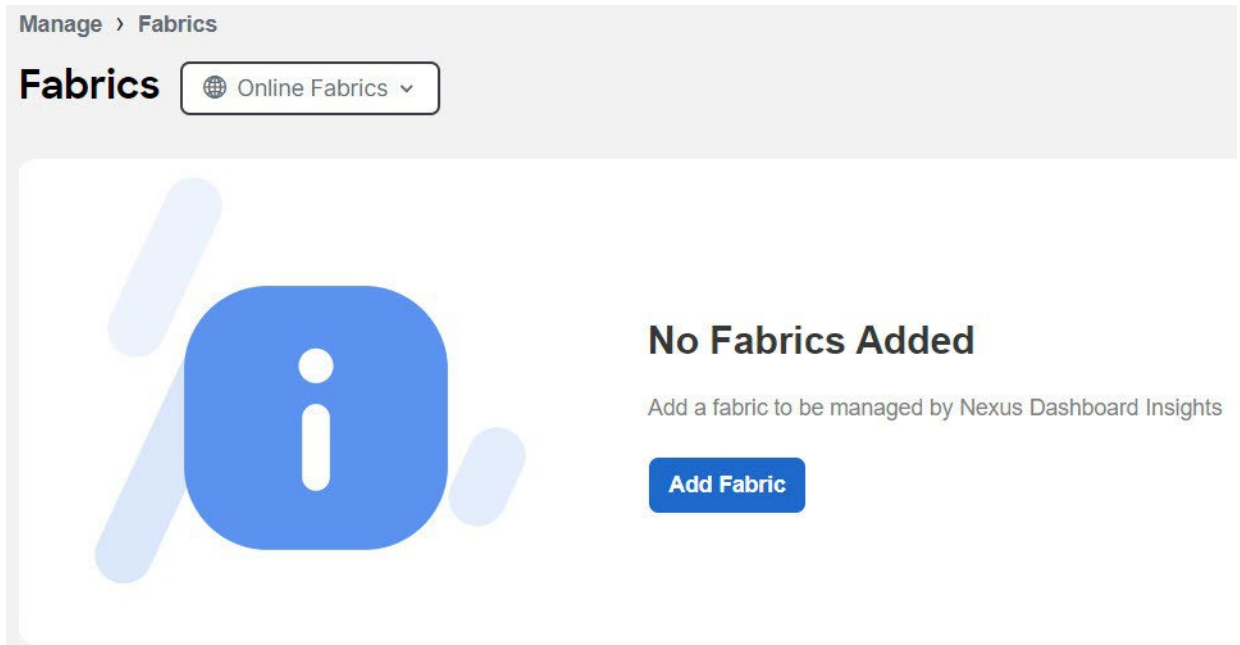 Manage > Fabrics
Fabrics Online Fabrics
No Fabrics Added
Add a fabric to be managed by Nexus Dashboard Insights
Add Fabric